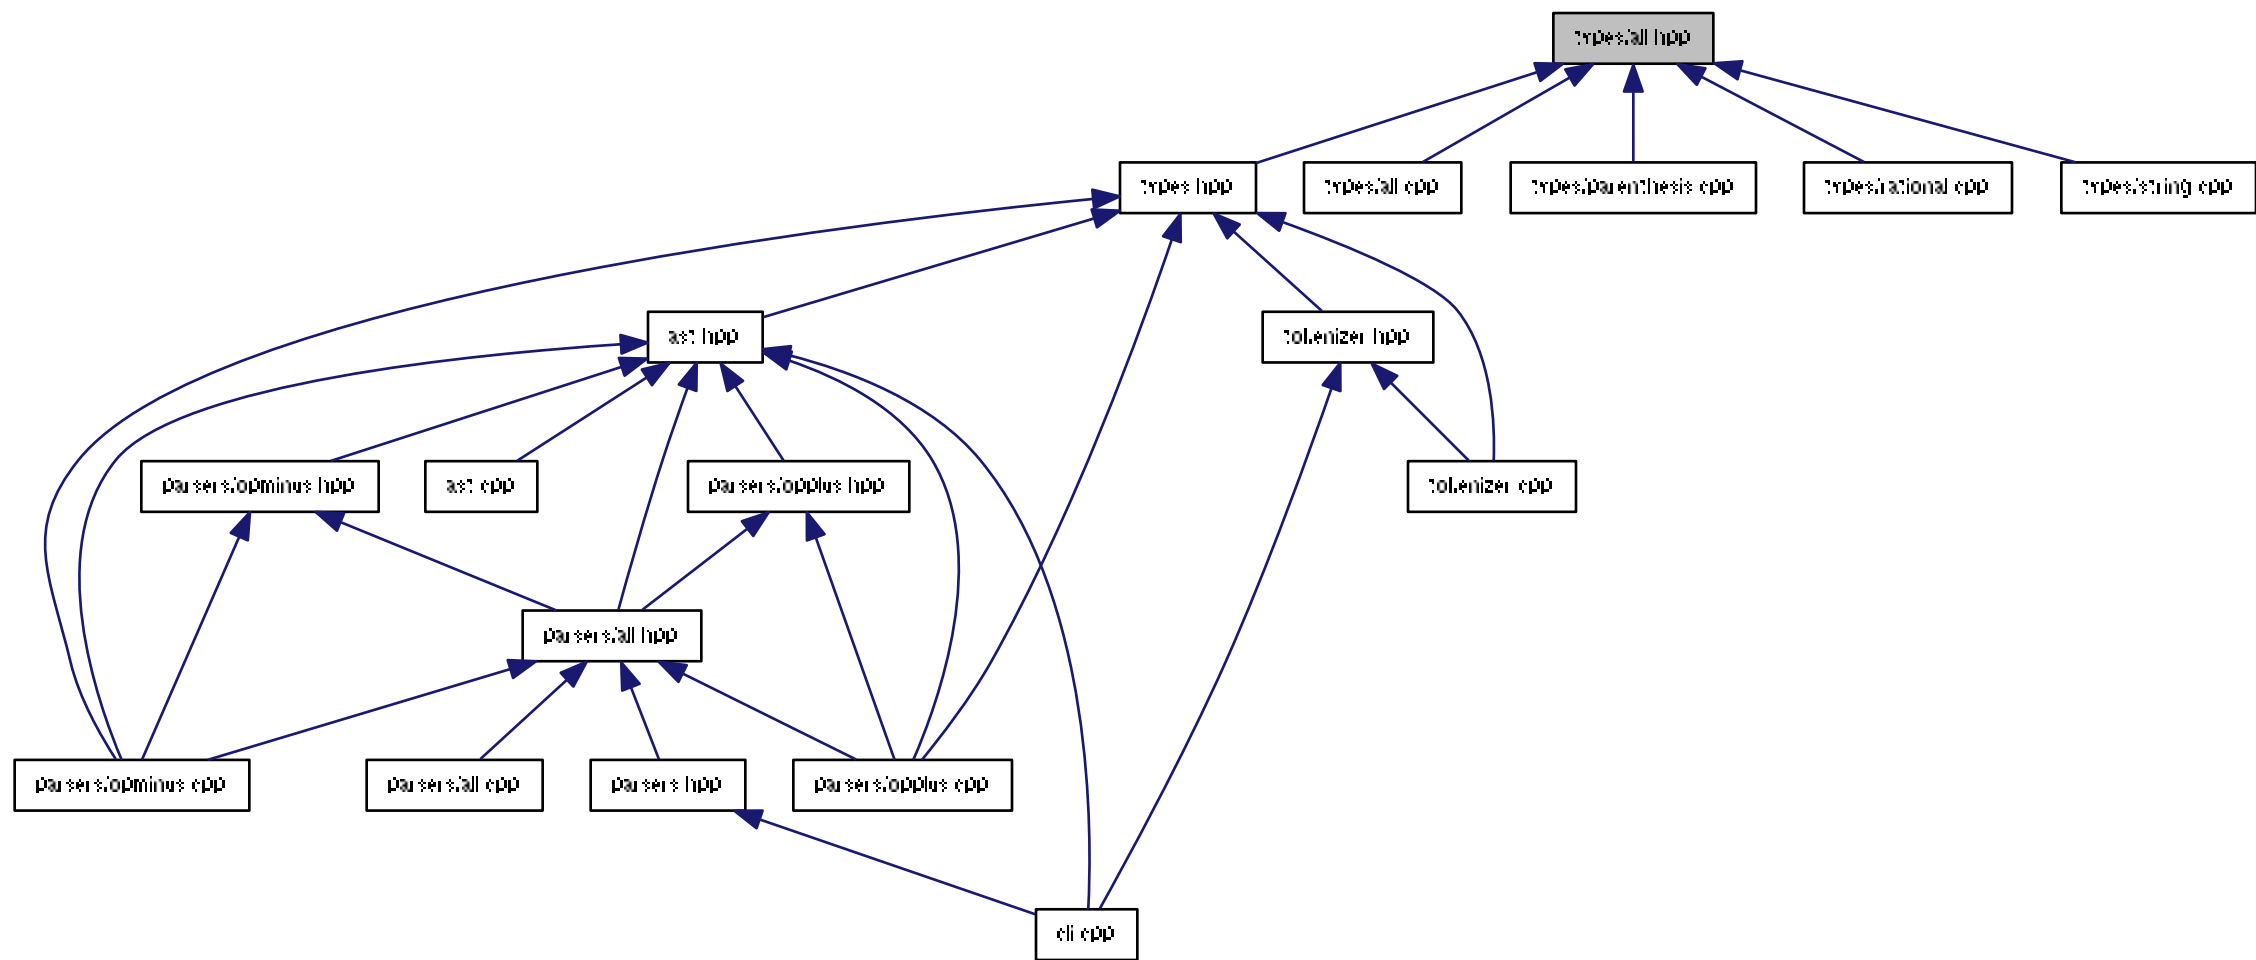 types/all.hpp
types.hpp
types/all.cpp
types/parenthesis.cpp
types/rational.cpp
types/string.cpp
ast.hpp
tokenizer.hpp
parsers/opminus.hpp
ast.cpp
parsers/opplus.hpp
tokenizer.cpp
parsers/all.hpp
parsers/opminus.cpp
parsers/all.cpp
parsers.hpp
parsers/opplus.cpp
cli.cpp